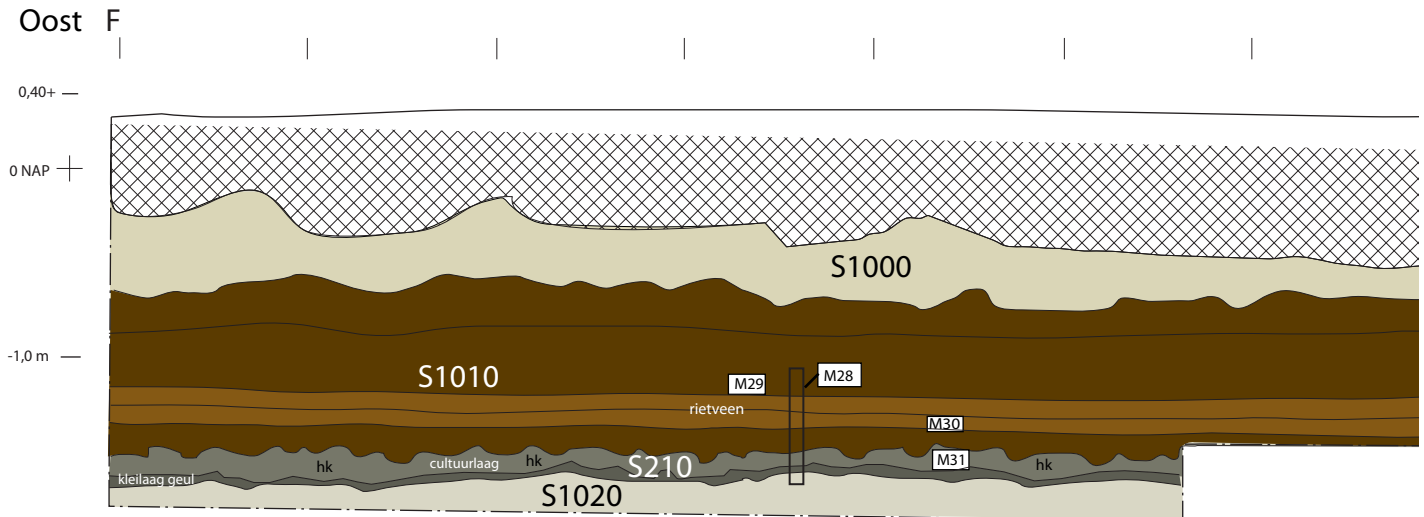 Oost F
0,40+
0 NAP
S1000
-1,0 m
S1010
M29
M28
rietveen
M30
hk
cultuurlaag
hk
S210
M31
hk
kleilaag geul
S1020